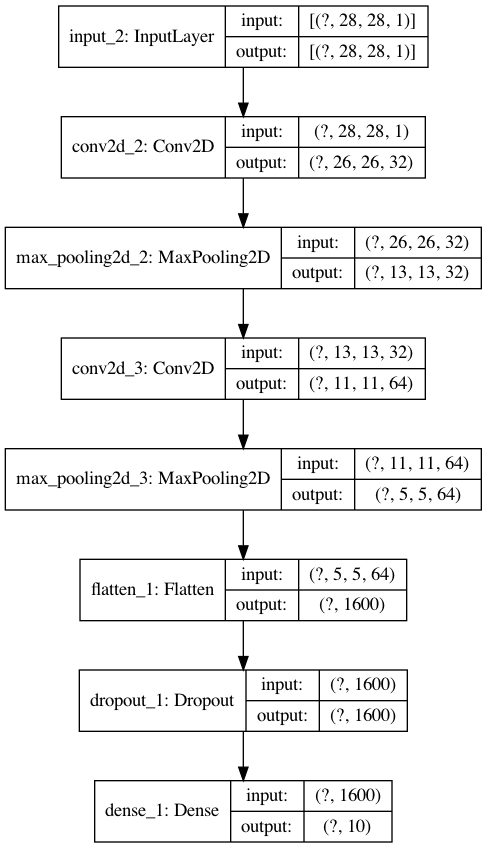 input_2: InputLayer
input:
[(?, 28, 28, 1)]
output:
[(?, 28, 28, 1)]
conv2d_2: Conv2D
input:
(?, 28, 28, 1)
output:
(?, 26, 26, 32)
max_pooling2d_2: MaxPooling2D
input:
(?, 26, 26, 32)
output:
(?, 13, 13, 32)
conv2d_3: Conv2D
input:
(?, 13, 13, 32)
output:
(?, 11, 11, 64)
max_pooling2d_3: MaxPooling2D
input:
(?, 11, 11, 64)
output:
(?, 5, 5, 64)
flatten_1: Flatten
input:
(?, 5, 5, 64)
output:
(?, 1600)
dropout_1: Dropout
input:
(?, 1600)
output:
(?, 1600)
dense_1: Dense
input:
(?, 1600)
output:
(?, 10)